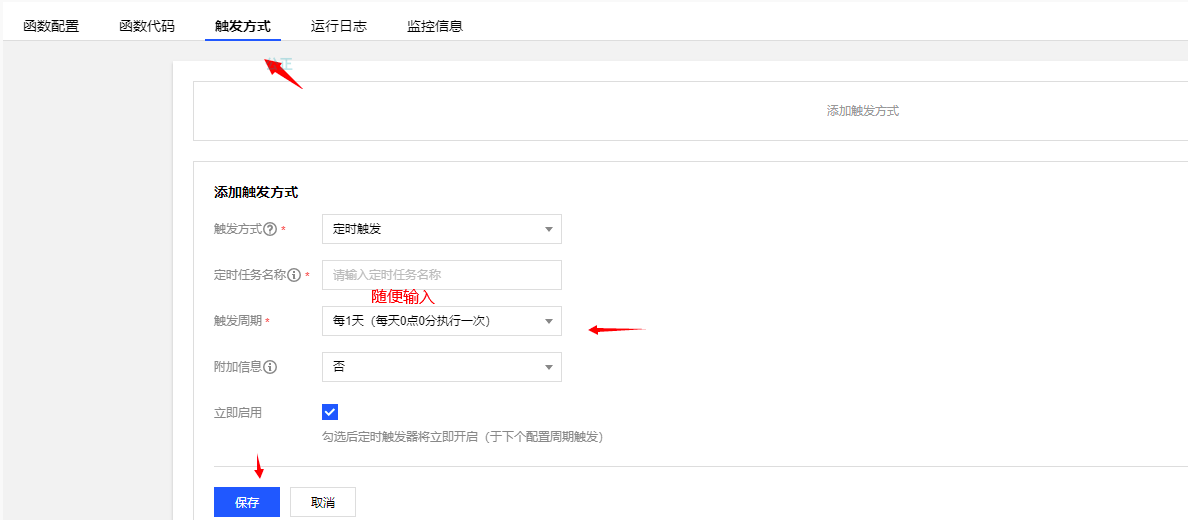 函数配置 函数代码 触发方式 运行日志 监控信息
添加触发方式
添加触发方式
触发方式 * 定时触发
定时任务名称 * 请输入定时任务名称
随便输入
触发周期 * 每1天（每天0点0分执行一次）
附加信息 否
立即启用
勾选后定时触发器将立即开启（于下个配置周期触发）
保存 取消